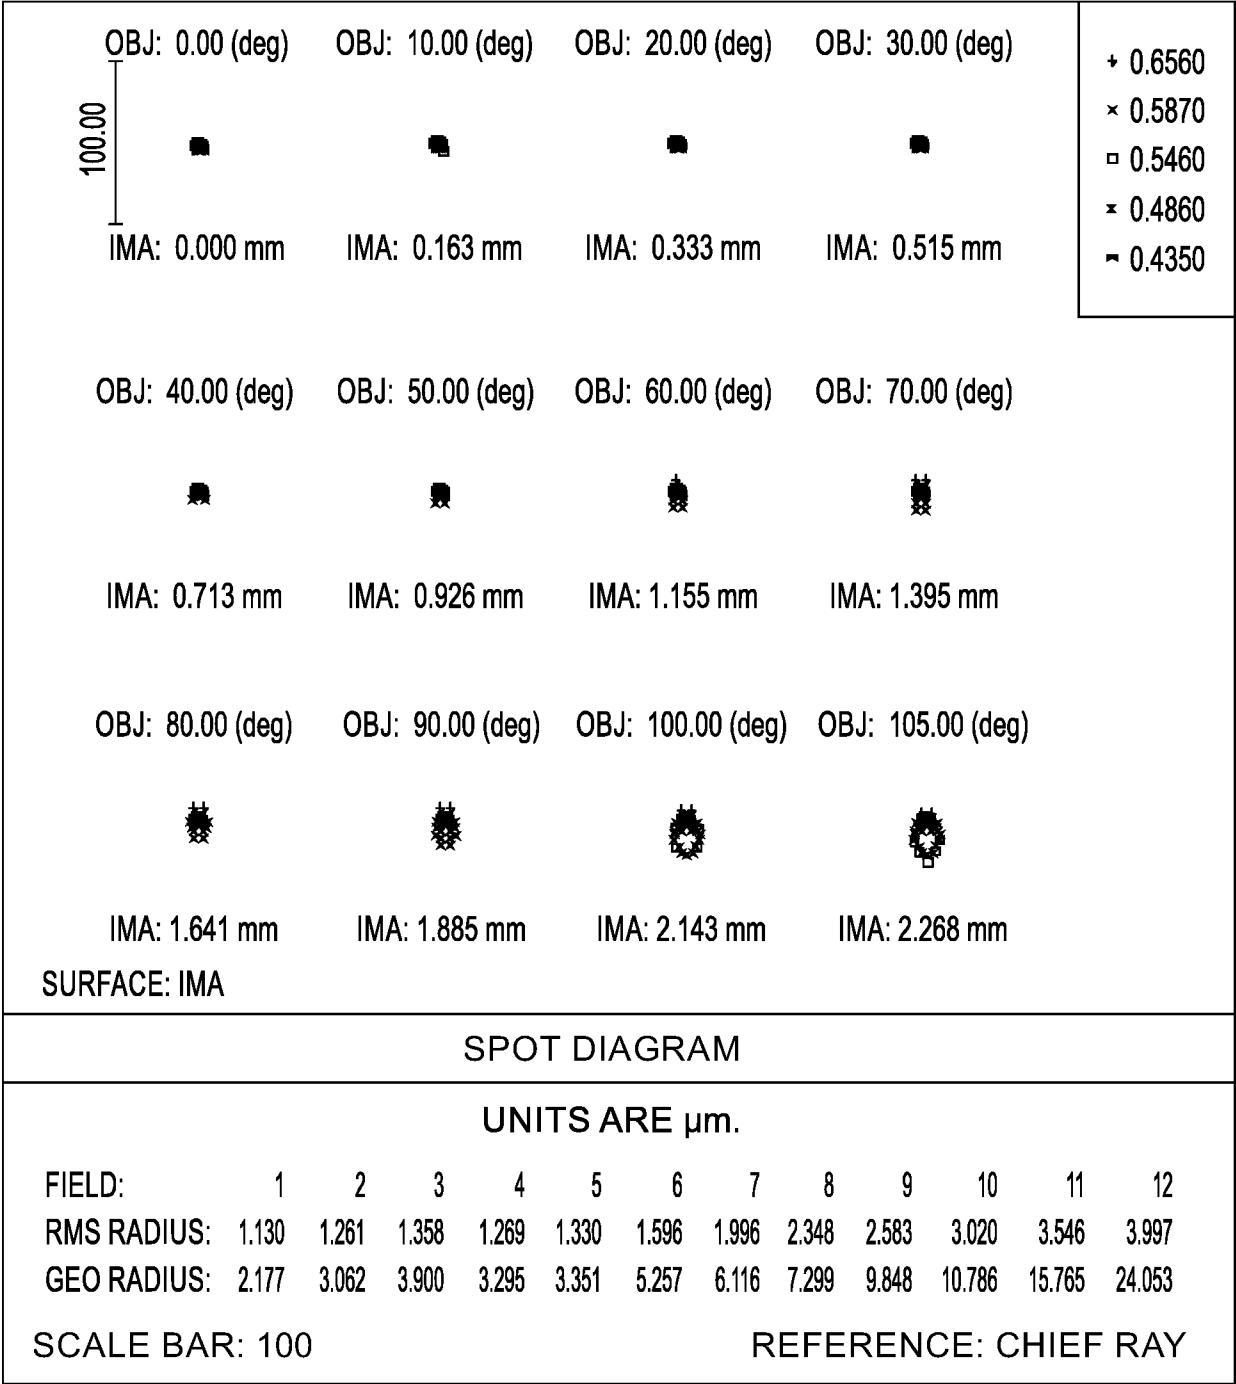 OBJ: 0.00 (deg) OBJ: 10.00 (deg) OBJ: 20.00 (deg) OBJ: 30.00 (deg)
100.00
IMA: 0.000 mm IMA: 0.163 mm IMA: 0.333 mm IMA: 0.515 mm
0.6560
0.5870
0.5460
0.4860
0.4350
OBJ: 40.00 (deg) OBJ: 50.00 (deg) OBJ: 60.00 (deg) OBJ: 70.00 (deg)
IMA: 0.713 mm IMA: 0.926 mm IMA: 1.155 mm IMA: 1.395 mm
OBJ: 80.00 (deg) OBJ: 90.00 (deg) OBJ: 100.00 (deg) OBJ: 105.00 (deg)
IMA: 1.641 mm IMA: 1.885 mm IMA: 2.143 mm IMA: 2.268 mm
SURFACE: IMA
SPOT DIAGRAM
UNITS ARE µm.
FIELD: 1 2 3 4 5 6 7 8 9 10 11 12
RMS RADIUS: 1.130 1.261 1.358 1.269 1.330 1.596 1.996 2.348 2.583 3.020 3.546 3.997
GEO RADIUS: 2.177 3.062 3.900 3.295 3.351 5.257 6.116 7.299 9.848 10.786 15.765 24.053
SCALE BAR: 100 REFERENCE: CHIEF RAY